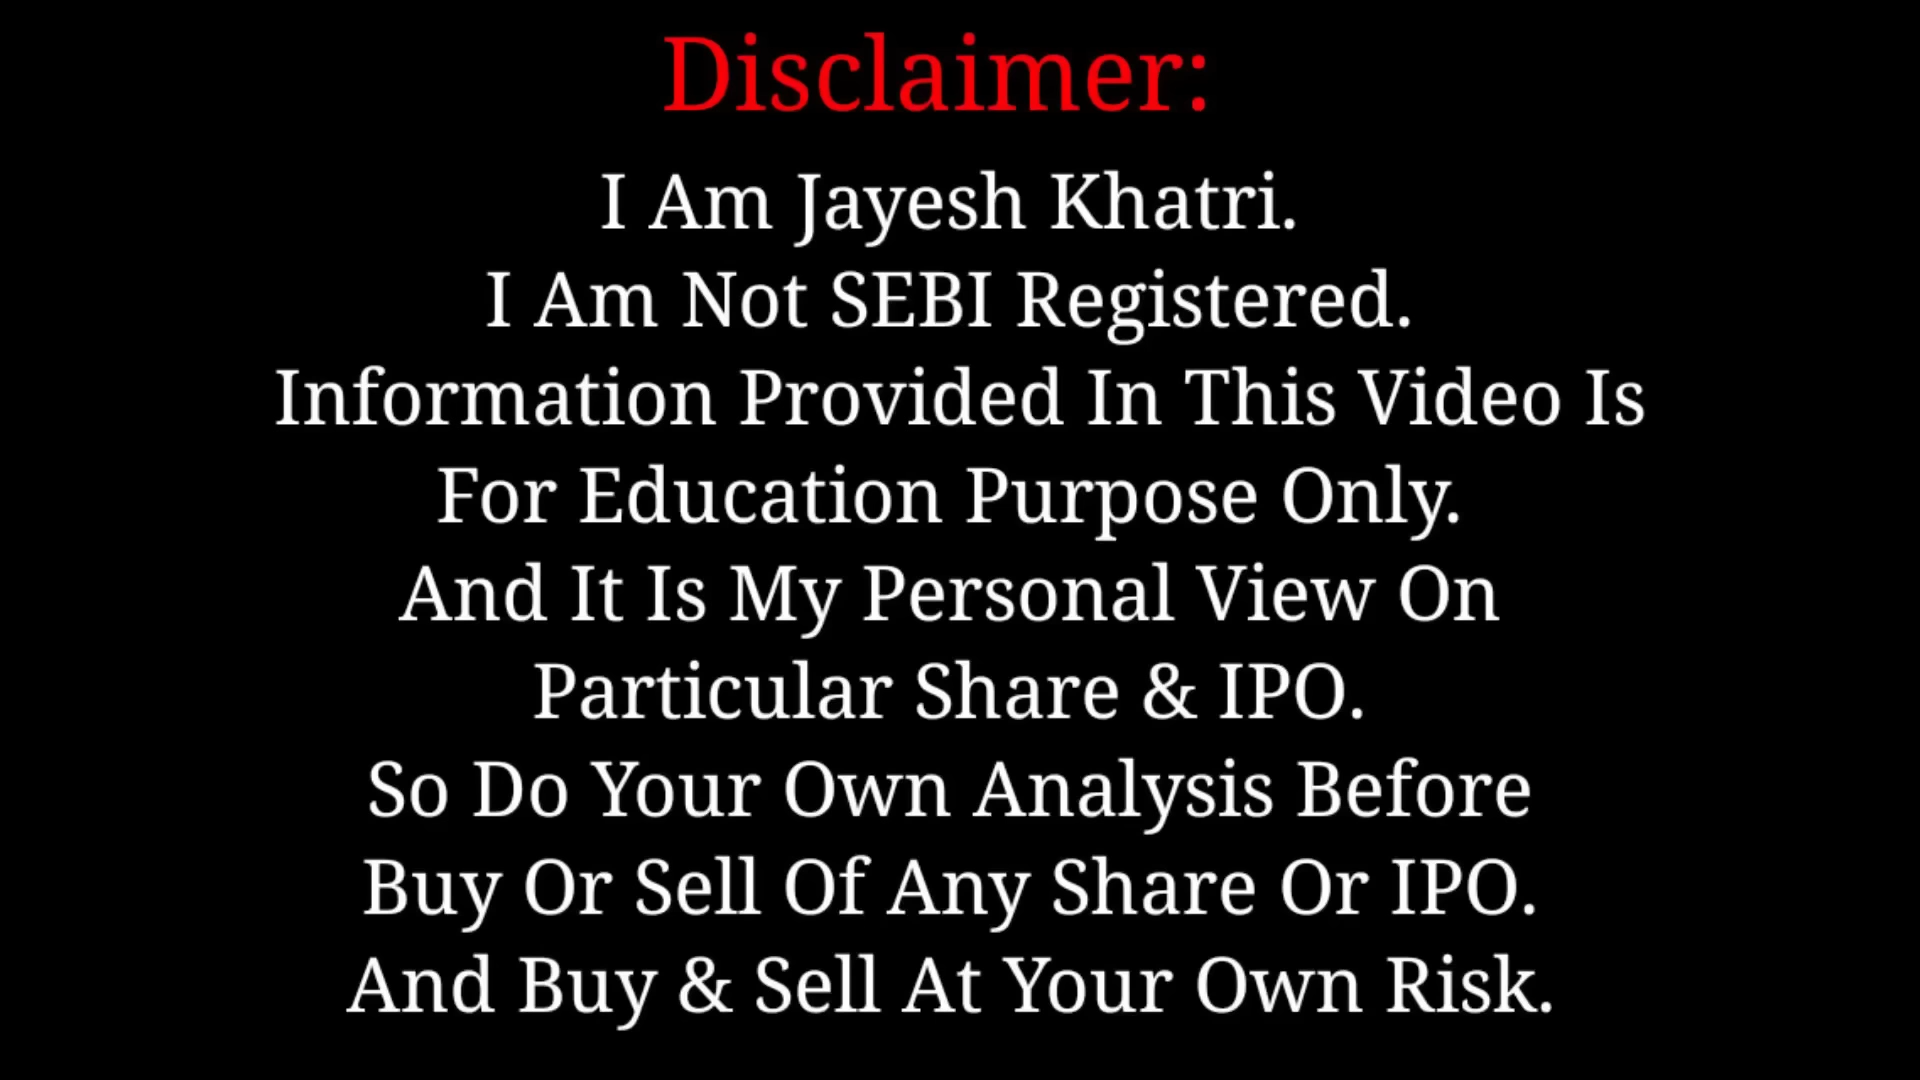 Disclaimer:
I Am Jayesh Khatri.
I Am Not SEBI Registered.
Information Provided In This Video Is
For Education Purpose Only.
And It Is My Personal View On
Particular Share & IPO.
So Do Your Own Analysis Before
Buy Or Sell Of Any Share Or IPO.
And Buy & Sell At Your Own Risk.